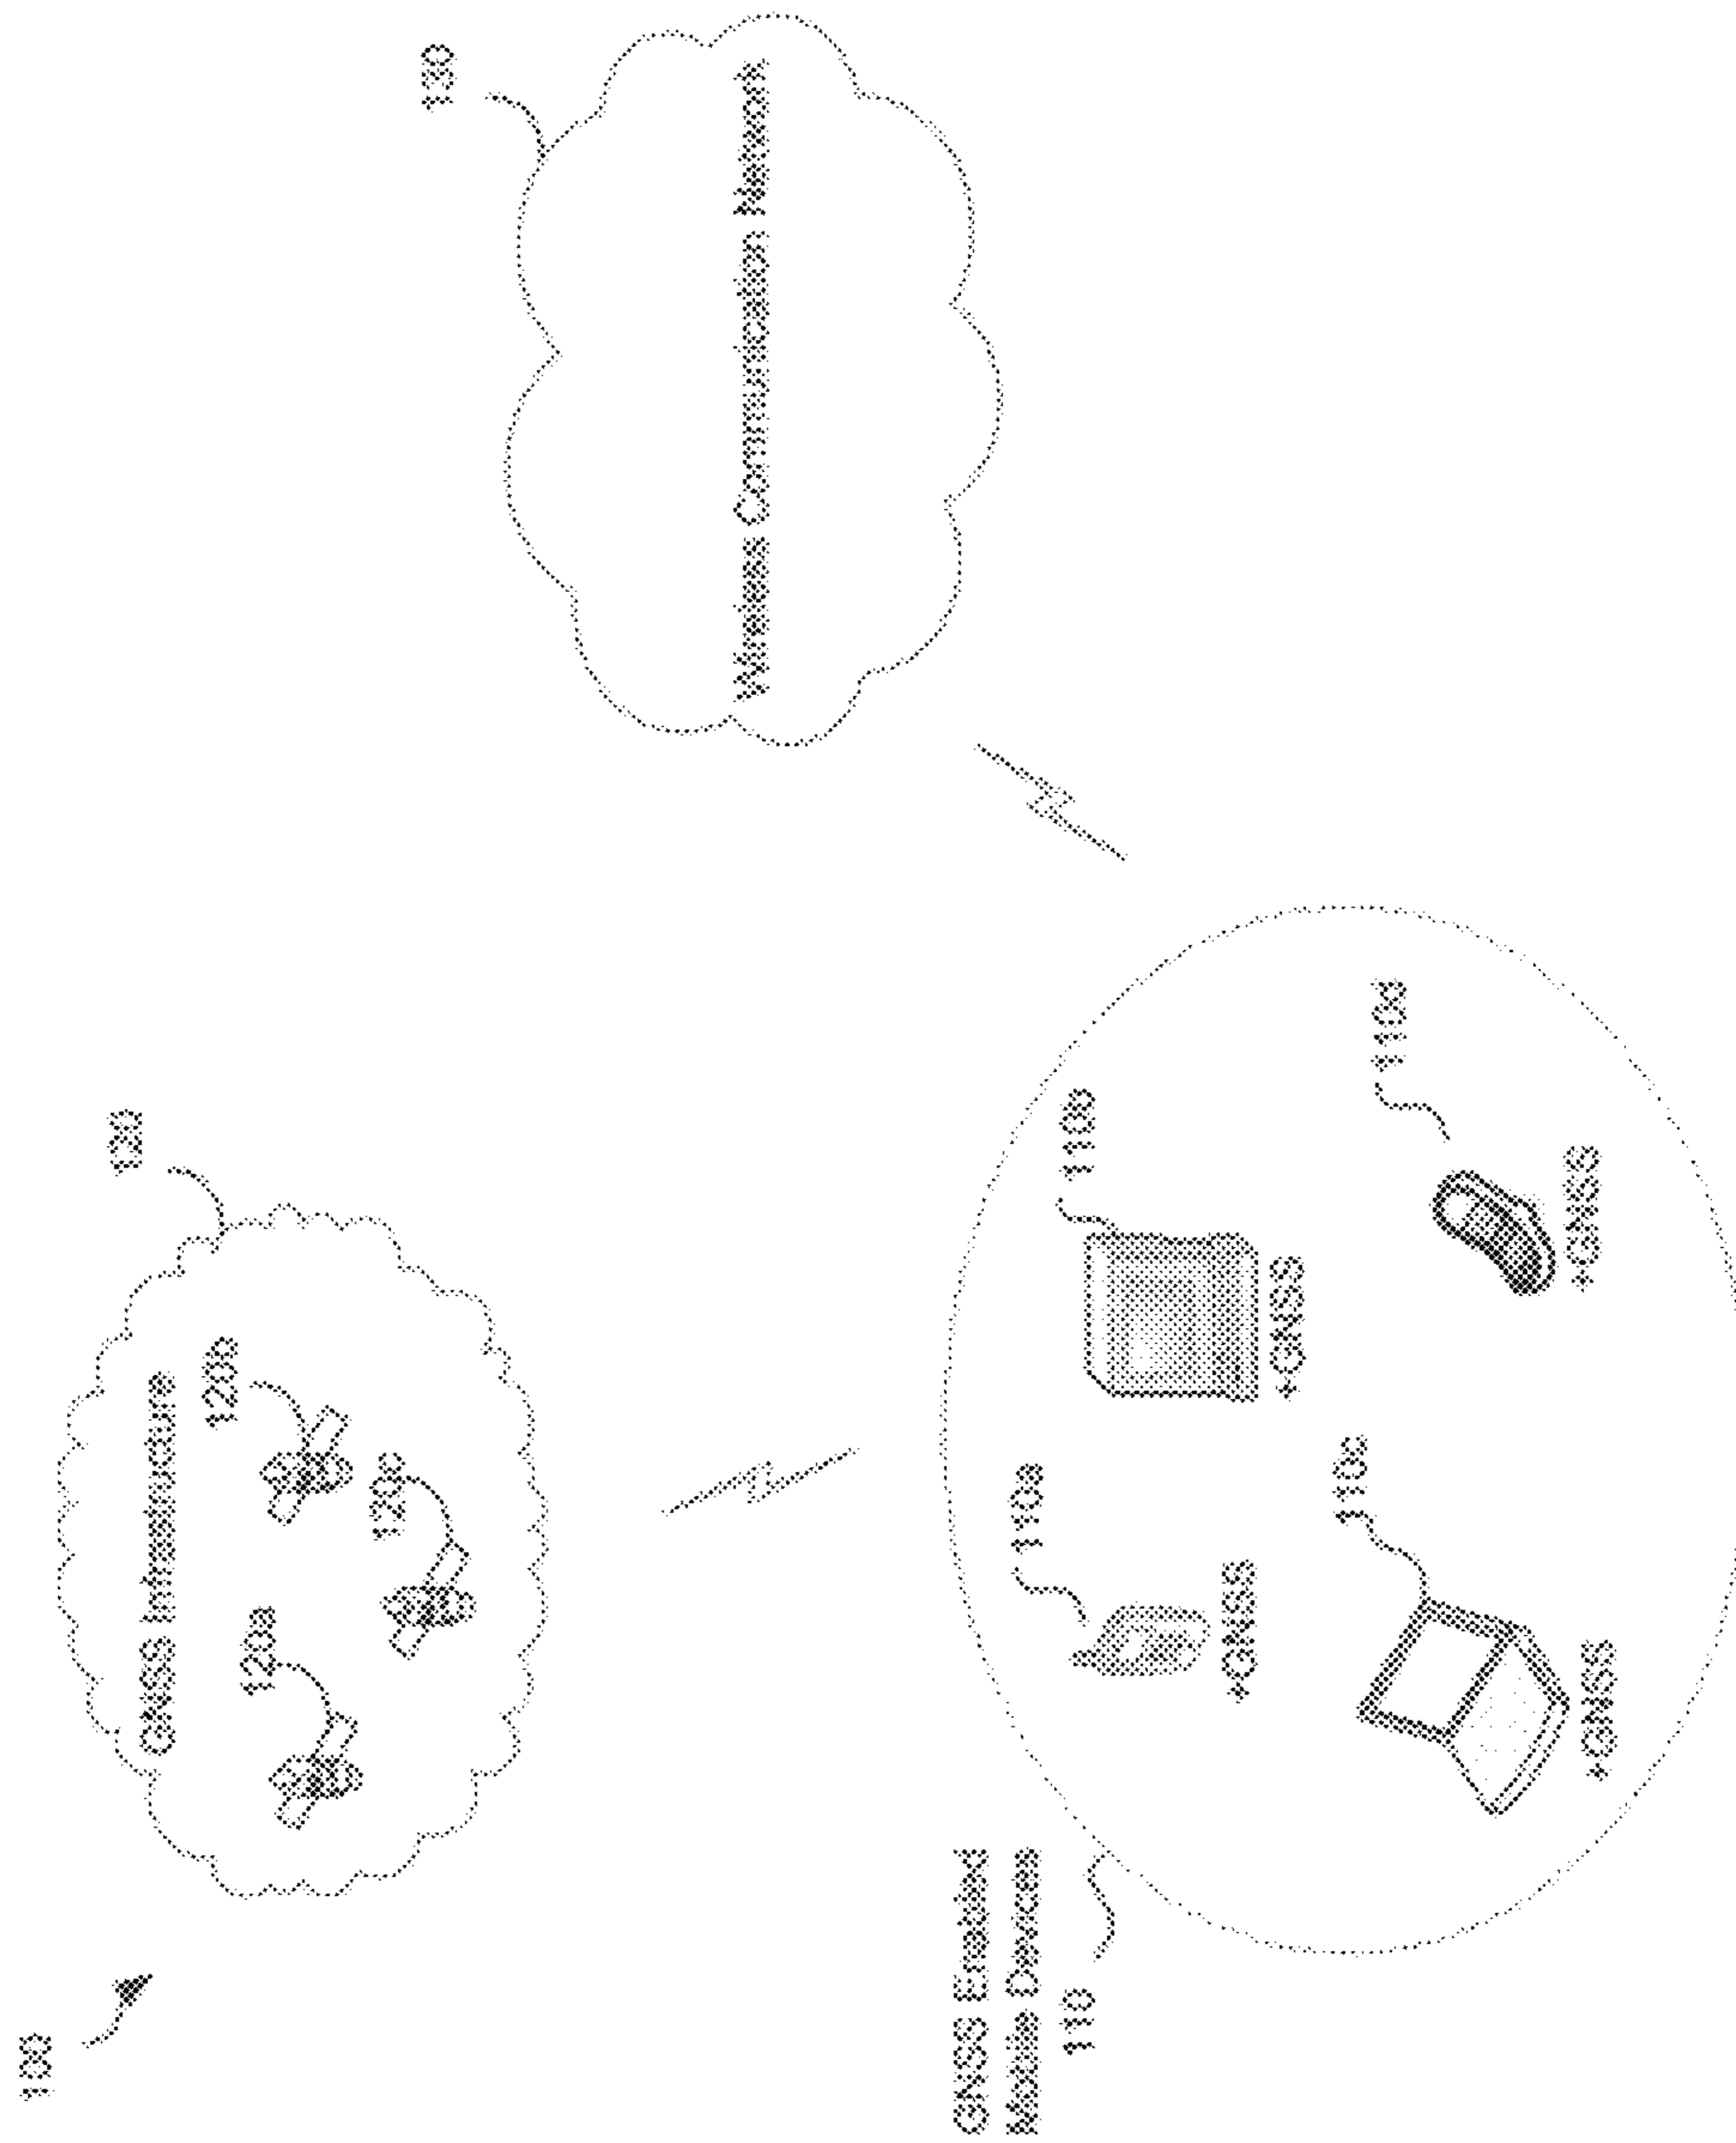 100
120
GNSS Infrastructure
120b
120a
120c
130
Wireless Communication Network
GNSS Enabled
Mobile Devices
110
110a
+GNSS
110b
+GNSS
110c
+GNSS
110d
+GNSS